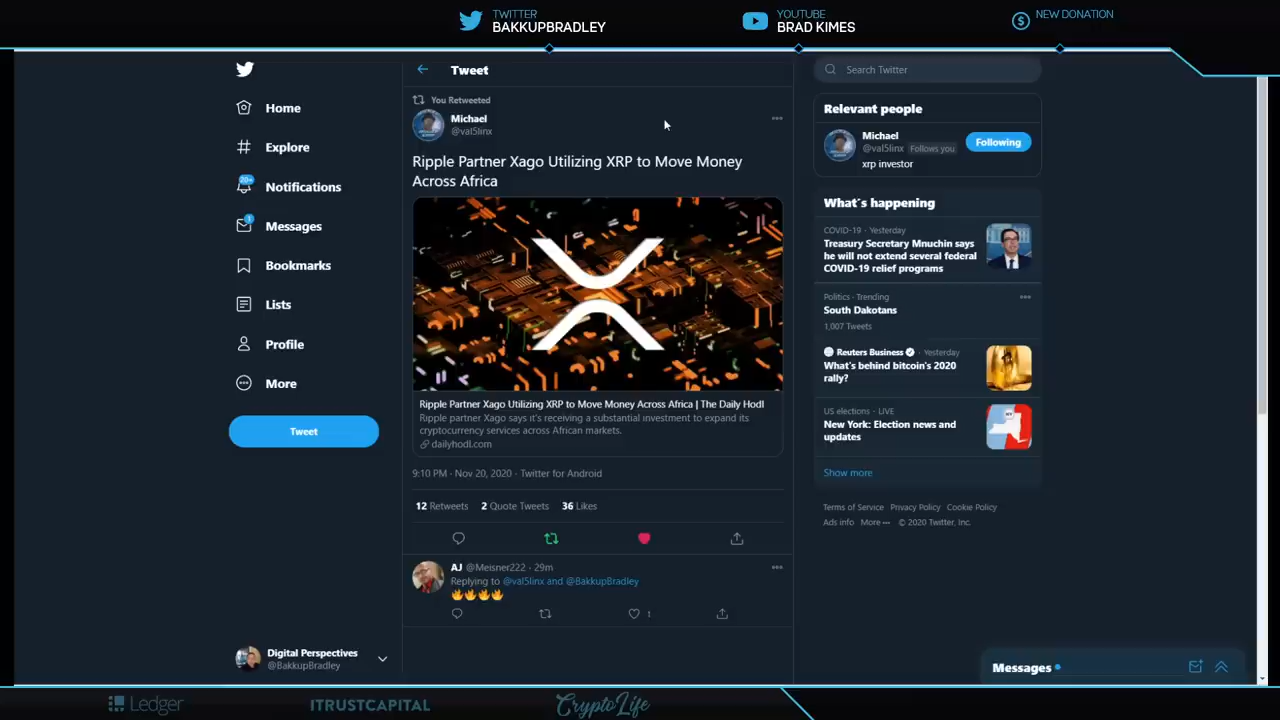 TWITTER
BAKKUPBRADLEY
YOUTUBE
BRAD KIMES
NEW DONATION
Home
Explore
20+
Notifications
1
Messages
Bookmarks
Lists
Profile
More
Tweet
Digital Perspectives
@BakkupBradley
Tweet
You Retweeted
Michael
@val5linx
Ripple Partner Xago Utilizing XRP to Move Money
Across Africa
Ripple Partner Xago Utilizing XRP to Move Money Across Africa | The Daily Hodl
Ripple partner Xago says it's receiving a substantial investment to expand its
cryptocurrency services across African markets.
dailyhodl.com
9:10 PM · Nov 20, 2020 · Twitter for Android
12 Retweets 2 Quote Tweets 36 Likes
AJ @Meisner222 · 29m
Replying to @val5linx and @BakkupBradley
🔥🔥🔥🔥
1
Search Twitter
Relevant people
Michael
@val5linx Follows you
Following
xrp investor
What's happening
COVID-19 · Yesterday
Treasury Secretary Mnuchin says
he will not extend several federal
COVID-19 relief programs
Politics · Trending
South Dakotans
1,007 Tweets
Reuters Business · Yesterday
What's behind bitcoin's 2020
rally?
US elections · LIVE
New York: Election news and
updates
Show more
Terms of Service Privacy Policy Cookie Policy
Ads info More ··· © 2020 Twitter, Inc.
Messages
Ledger
ITRUSTCAPITAL
CryptoLife